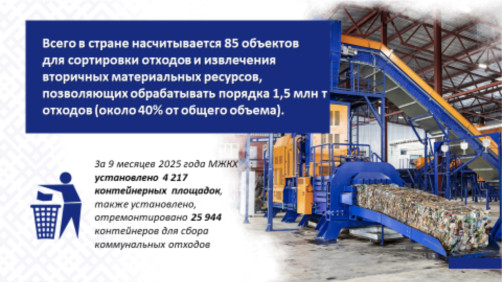 Всего в стране насчитывается 85 объектов
для сортировки отходов и извлечения
вторичных материальных ресурсов,
позволяющих обрабатывать порядка 1,5 млн т
отходов (около 40% от общего объема).
За 9 месяцев 2025 года МЖКХ
установлено 4 217
контейнерных площадок,
также установлено,
отремонтировано 25 944
контейнеров для сбора
коммунальных отходов